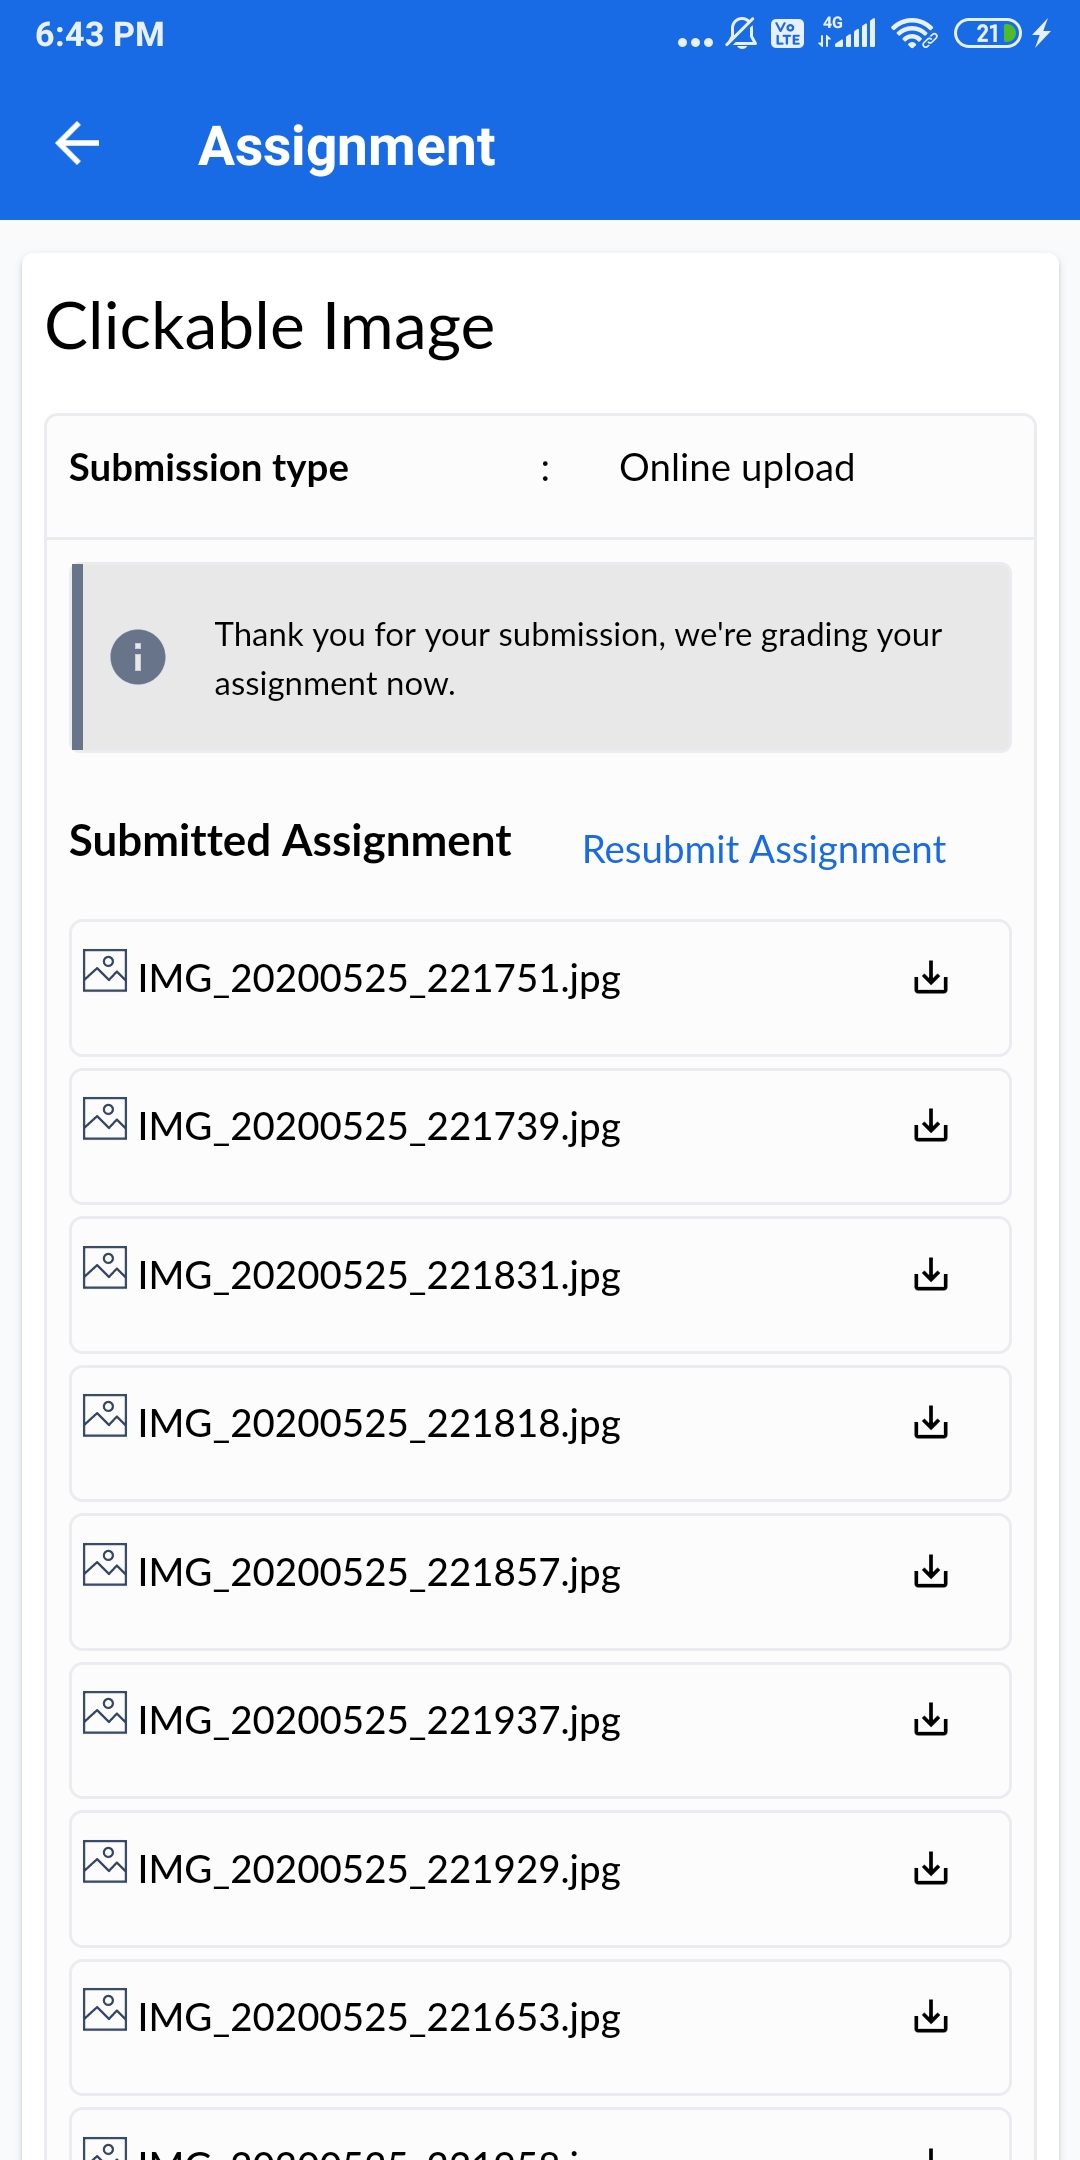 6:43 PM
Vo LTE
4G
21
Assignment
Clickable Image
Submission type : Online upload
Thank you for your submission, we're grading your
assignment now.
Submitted Assignment
Resubmit Assignment
IMG_20200525_221751.jpg
IMG_20200525_221739.jpg
IMG_20200525_221831.jpg
IMG_20200525_221818.jpg
IMG_20200525_221857.jpg
IMG_20200525_221937.jpg
IMG_20200525_221929.jpg
IMG_20200525_221653.jpg